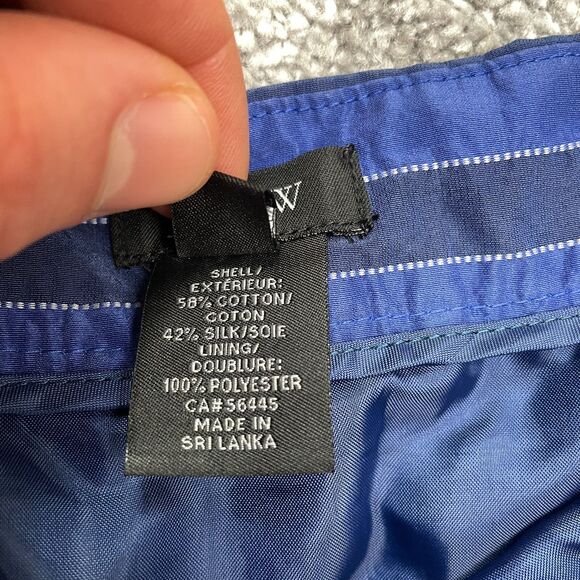 W
SHELL/
EXTÉRIEUR:
58% COTTON/
COTON
42% SILK/SOIE
LINING/
DOUBLURE:
100% POLYESTER
CA#56445
MADE IN
SRI LANKA